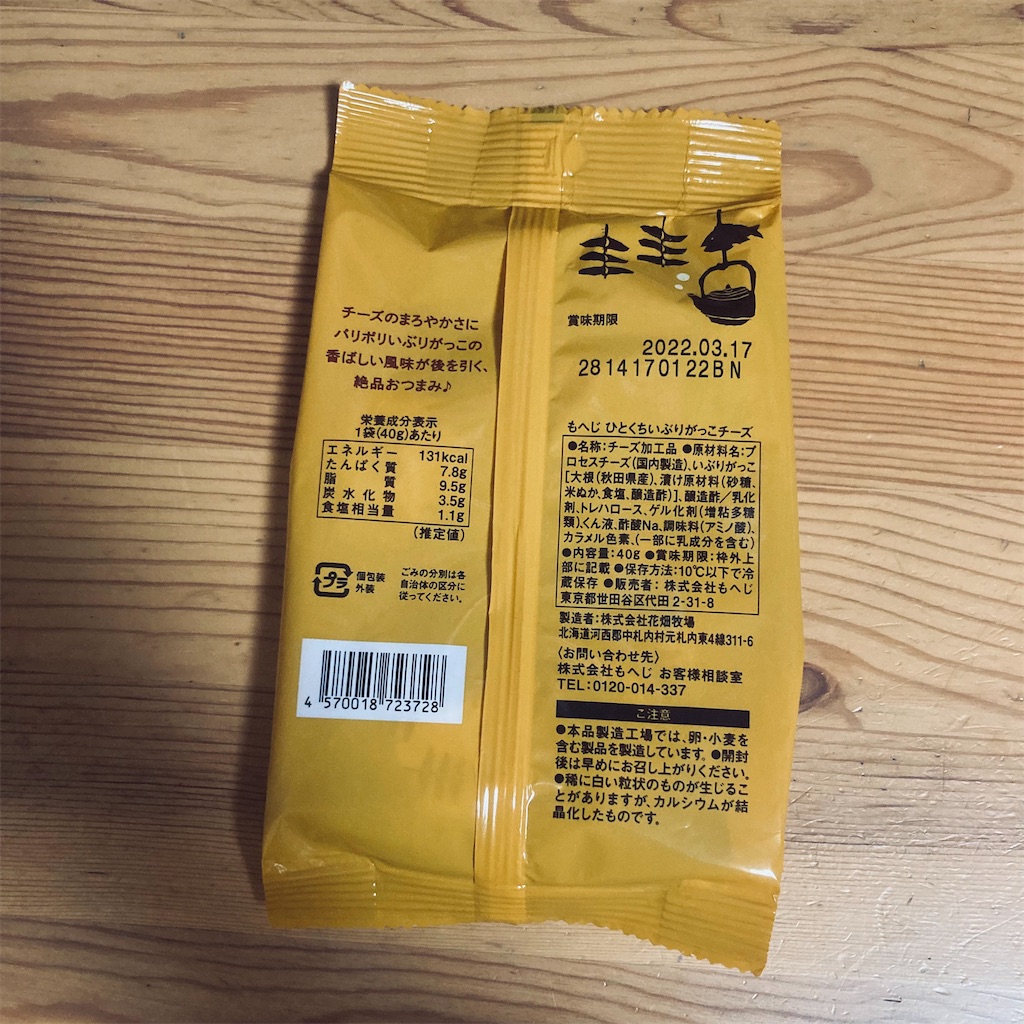 チーズのまろやかさに
パリポリいぶりがっこの
香ばしい風味が後を引く、
絶品おつまみ♪
栄養成分表示
1袋(40g)あたり
エネルギー 131kcal
たんぱく質 7.8g
脂質 9.5g
炭水化物 3.5g
食塩相当量 1.1g
(推定値)
プラ
個包装
外装
ごみの分別は各
自治体の区分に
従ってください。
4 570018 723728
賞味期限
2022.03.17
2814170122BN
もへじ ひとくちいぶりがっこチーズ
●名称:チーズ加工品 ●原材料名:プ
ロセスチーズ(国内製造)、いぶりがっこ
[大根(秋田県産)、漬け原材料(砂糖、
米ぬか、食塩、醸造酢)]、醸造酢/乳化
剤、トレハロース、ゲル化剤(増粘多糖
類)、くん液、酢酸Na、調味料(アミノ酸)、
カラメル色素、(一部に乳成分を含む)
●内容量:40g ●賞味期限:枠外上
部に記載 ●保存方法:10℃以下で冷
蔵保存 ●販売者:株式会社もへじ
東京都世田谷区代田 2-31-8
製造者:株式会社花畑牧場
北海道河西郡中札内村元札内東4線311-6
〈お問い合わせ先〉
株式会社もへじ お客様相談室
TEL:0120-014-337
ご注意
●本品製造工場では、卵・小麦を
含む製品を製造しています。●開封
後は早めにお召し上がりください。
●稀に白い粒状のものが生じるこ
とがありますが、カルシウムが結
晶化したものです。